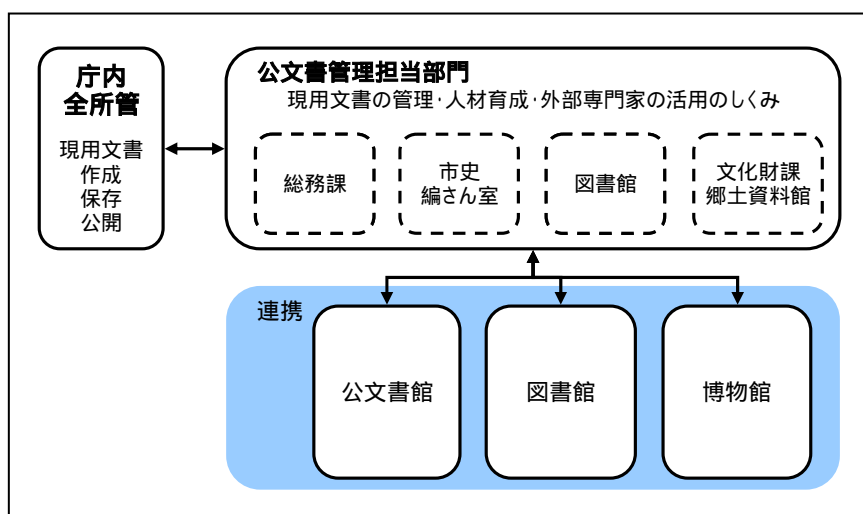 庁内
全所管
現用文書
作成
保存
公開
公文書管理担当部門
現用文書の管理・人材育成・外部専門家の活用のしくみ
総務課
市史
編さん室
図書館
文化財課
郷土資料館
連携
公文書館
図書館
博物館